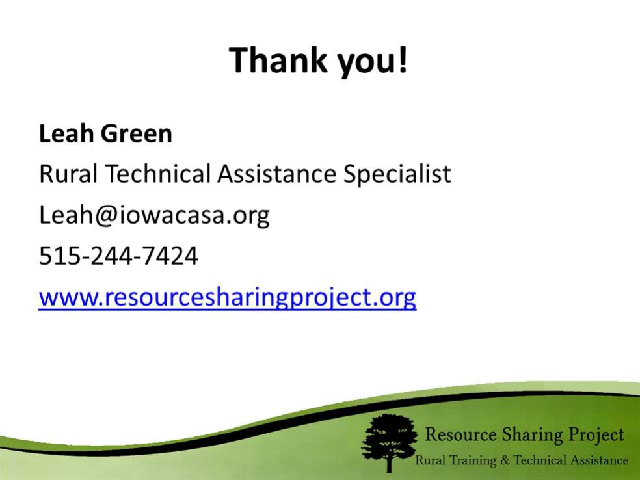 Thank you!
Leah Green
Rural Technical Assistance Specialist
Leah@iowacasa.org
515-244-7424
www.resourcesharingproject.org
Resource Sharing Project
Rural Training & Technical Assistance